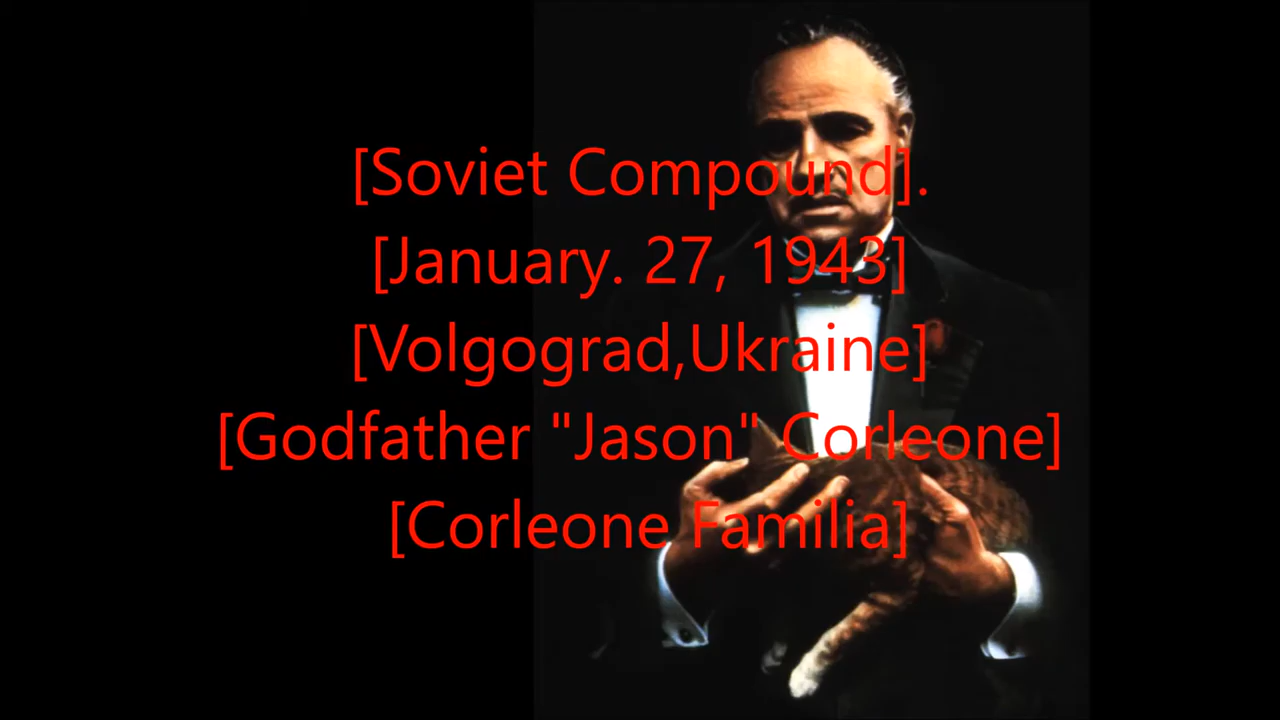 [Soviet Compound].
[January. 27, 1943]
[Volgograd,Ukraine]
[Godfather "Jason" Corleone]
[Corleone Familia]